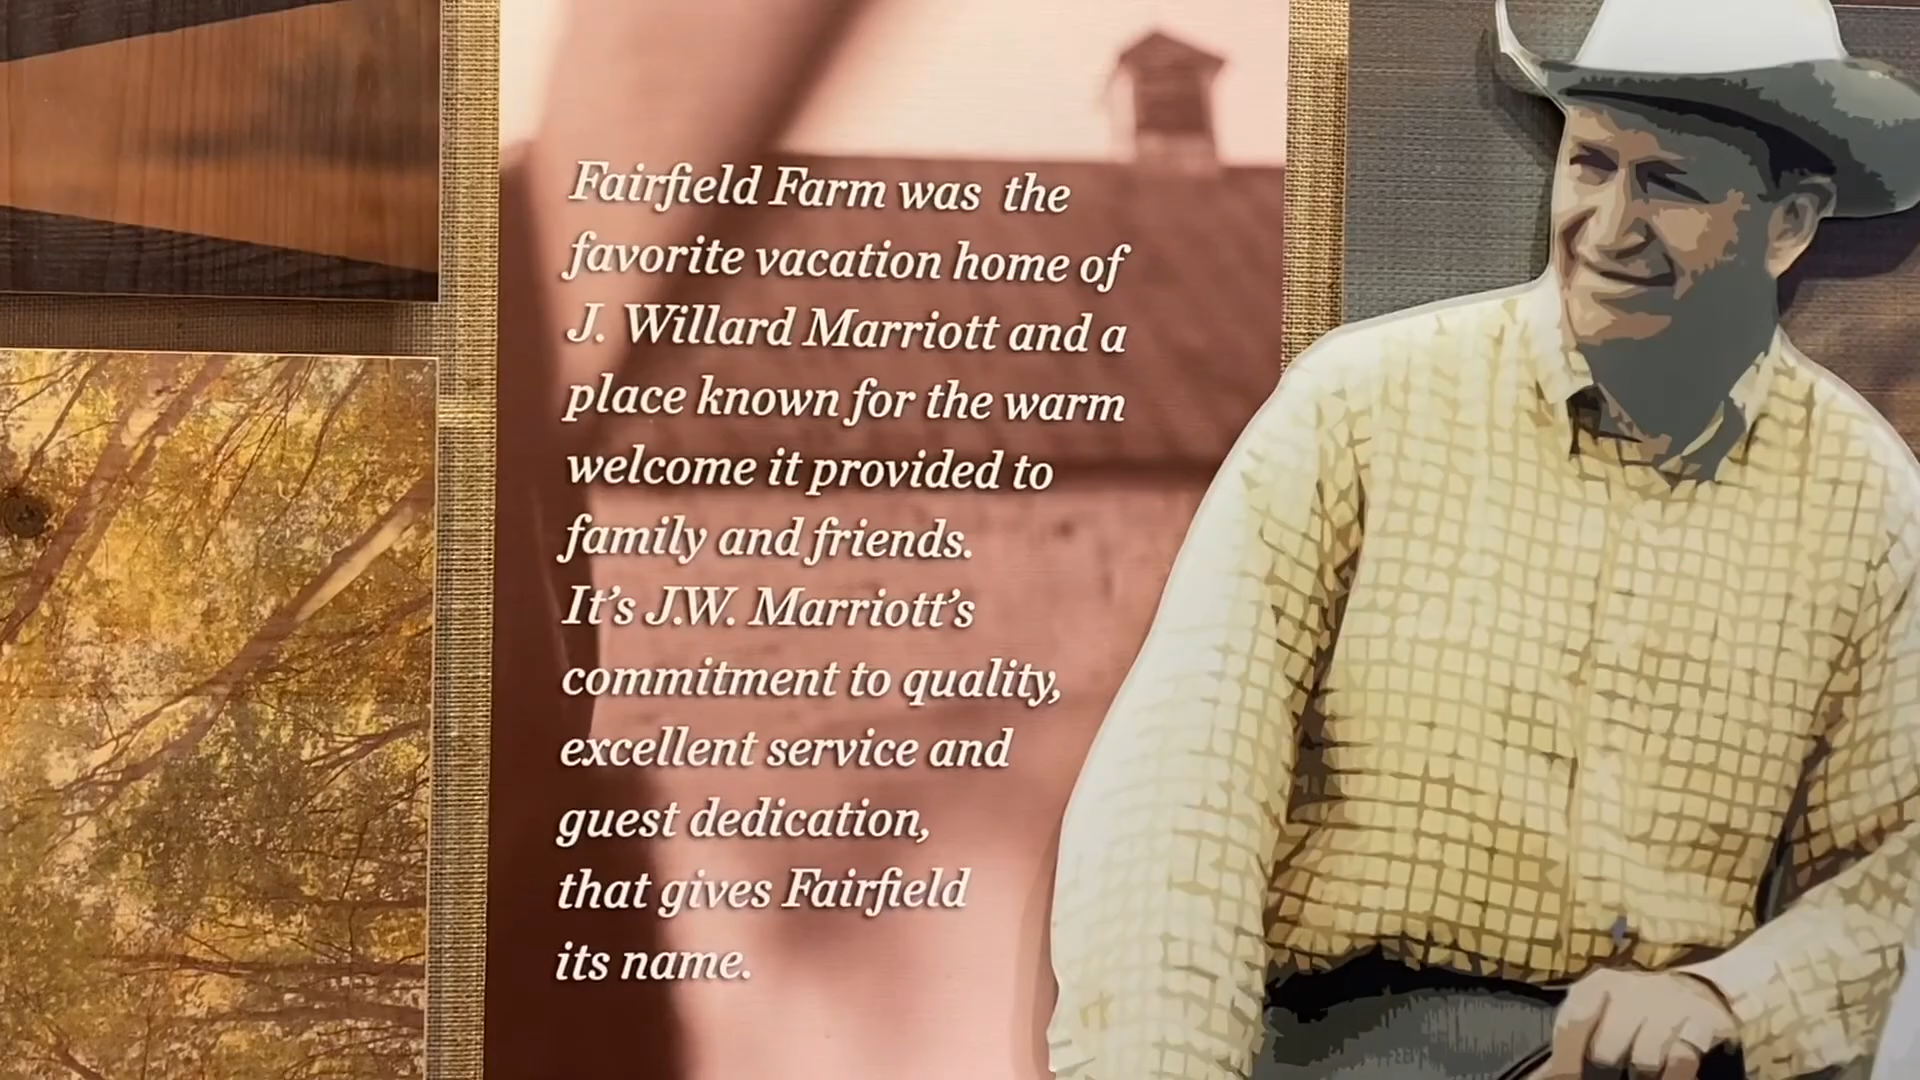 Fairfield Farm was the
favorite vacation home of
J. Willard Marriott and a
place known for the warm
welcome it provided to
family and friends.
It's J.W. Marriott's
commitment to quality,
excellent service and
guest dedication,
that gives Fairfield
its name.